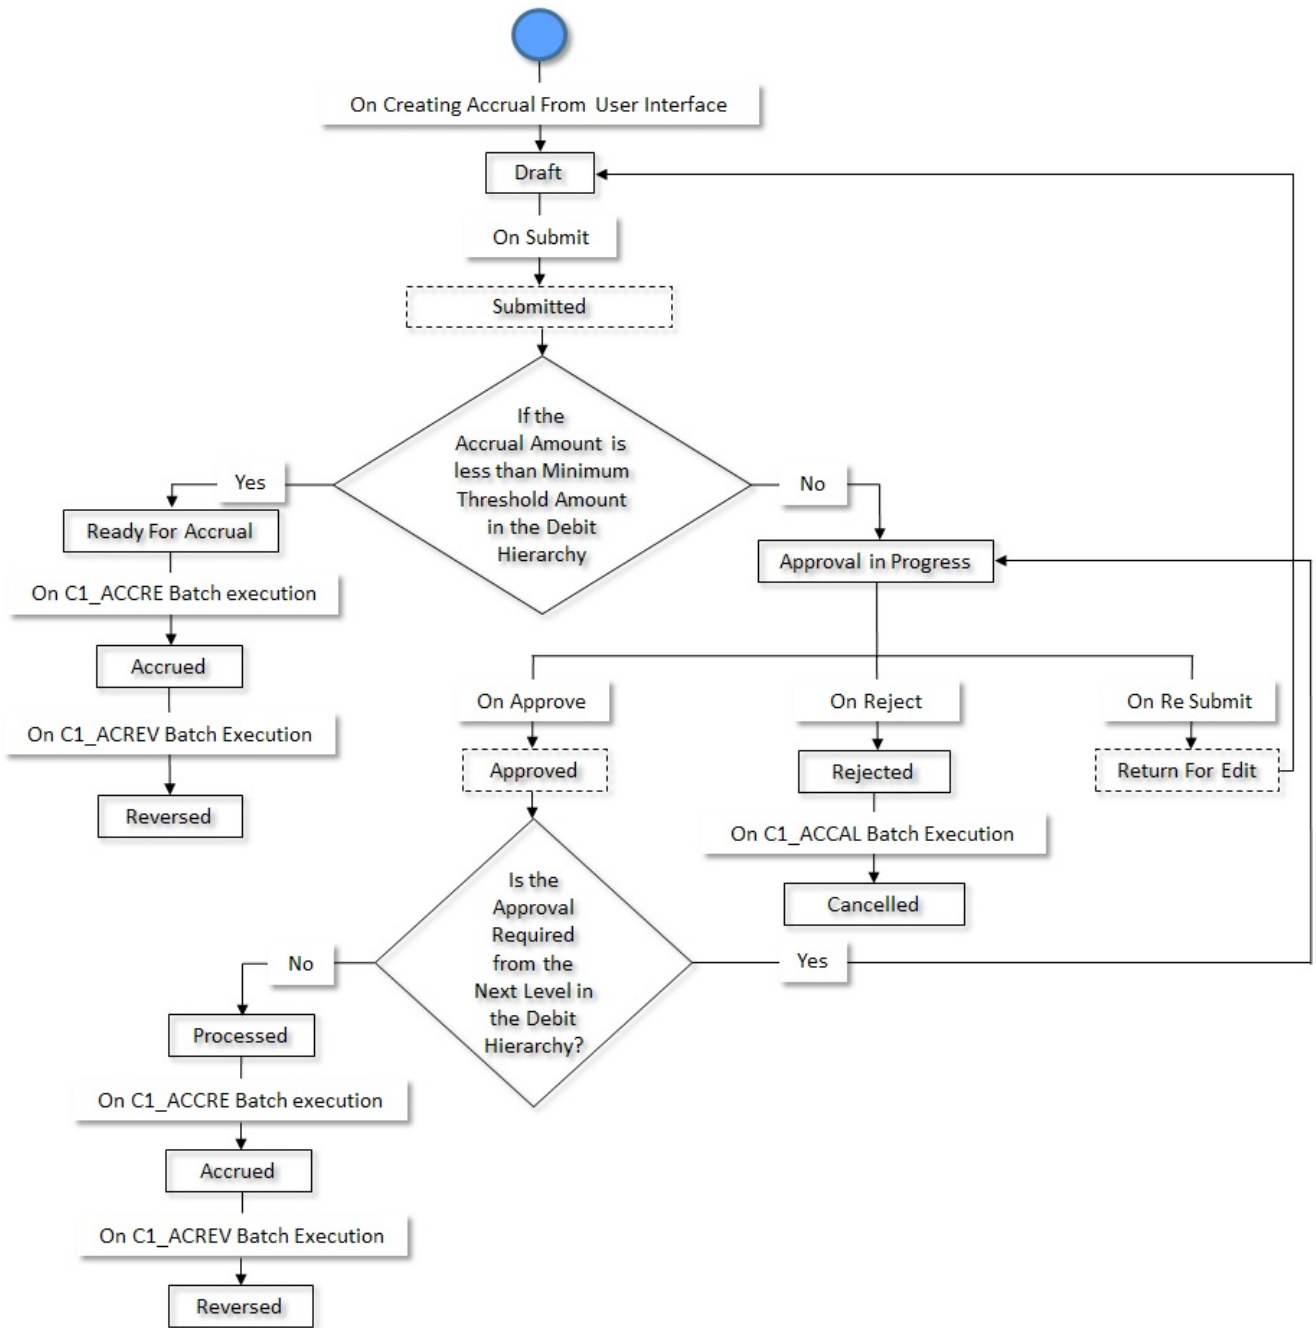 On Creating Accrual From User Interface
Draft
On Submit
Submitted
If the
Accrual Amount is
less than Minimum
Threshold Amount
in the Debit
Hierarchy
Yes
No
Ready For Accrual
Approval in Progress
On C1_ACCRE Batch execution
Accrued
On C1_ACREV Batch Execution
Reversed
On Approve
On Reject
On Re Submit
Approved
Rejected
Return For Edit
On C1_ACCAL Batch Execution
Cancelled
Is the
Approval
Required
from the
Next Level in
the Debit
Hierarchy?
No
Yes
Processed
On C1_ACCRE Batch execution
Accrued
On C1_ACREV Batch Execution
Reversed